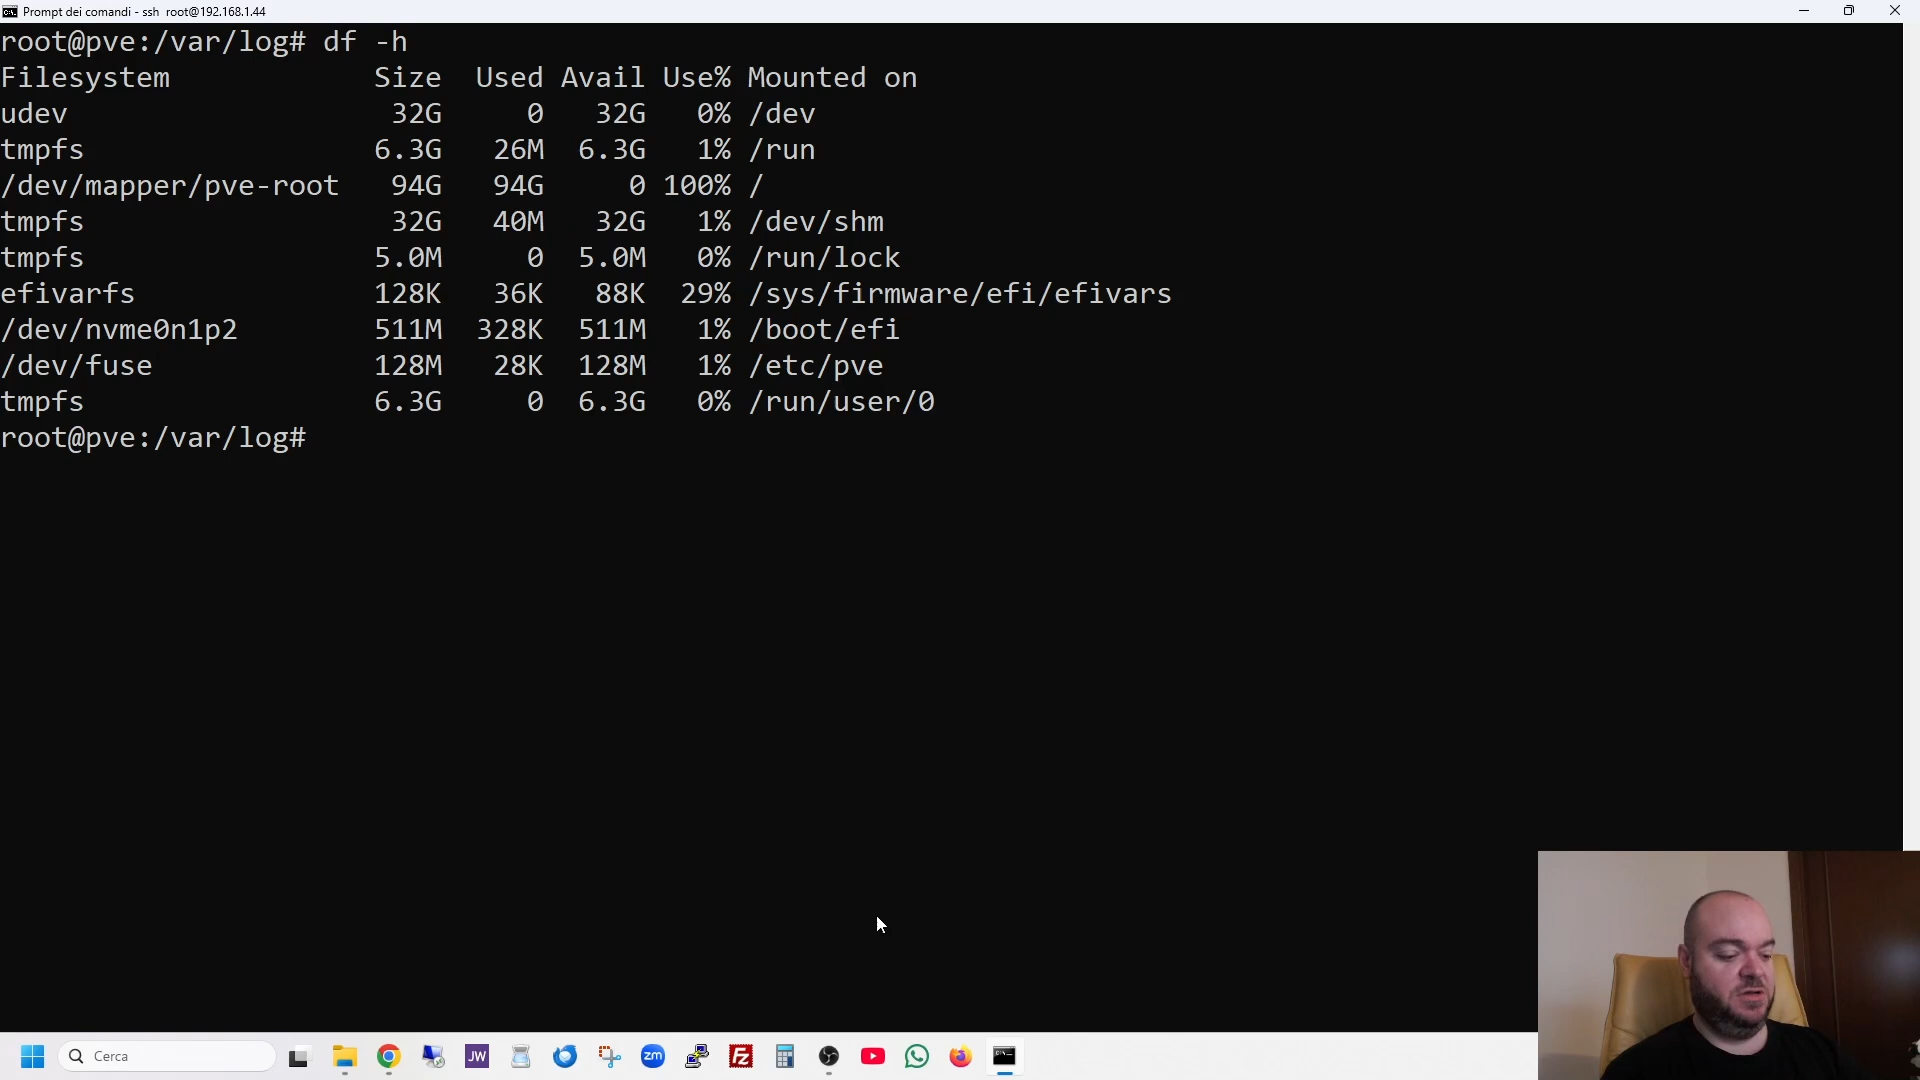 Prompt dei comandi - ssh root@192.168.1.44
root@pve:/var/log# df -h
Filesystem Size Used Avail Use% Mounted on
udev 32G 0 32G 0% /dev
tmpfs 6.3G 26M 6.3G 1% /run
/dev/mapper/pve-root 94G 94G 0 100% /
tmpfs 32G 40M 32G 1% /dev/shm
tmpfs 5.0M 0 5.0M 0% /run/lock
efivarfs 128K 36K 88K 29% /sys/firmware/efi/efivars
/dev/nvme0n1p2 511M 328K 511M 1% /boot/efi
/dev/fuse 128M 28K 128M 1% /etc/pve
tmpfs 6.3G 0 6.3G 0% /run/user/0
root@pve:/var/log#
Cerca JW zm FZ